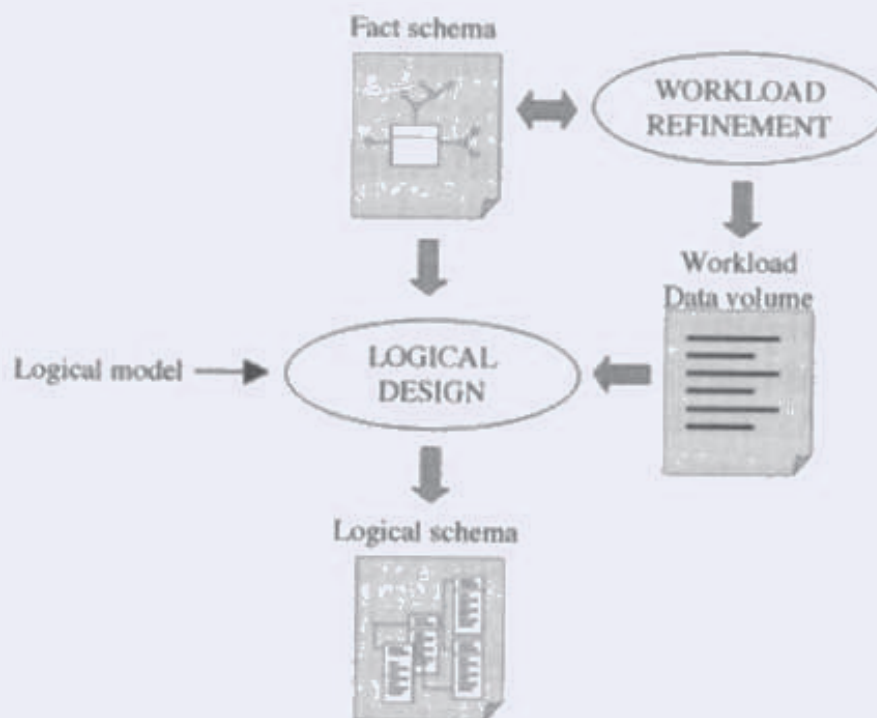 Fact schema
WORKLOAD
REFINEMENT
Workload
Data volume
Logical model
LOGICAL
DESIGN
Logical schema